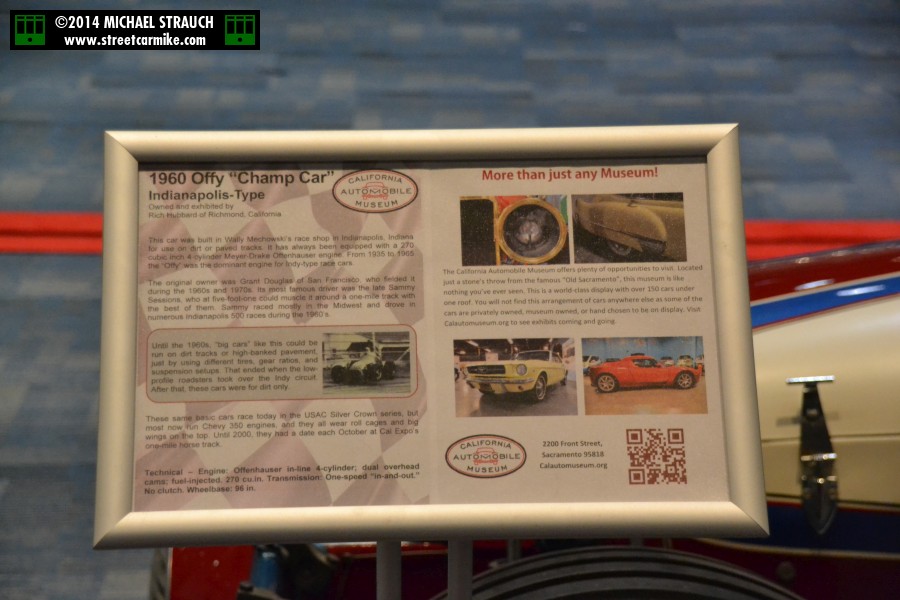 ©2014 MICHAEL STRAUCH
www.streetcarmike.com
1960 Offy "Champ Car"
Indianapolis-Type
Owned and exhibited by
Rich Hubbard of Richmond, California
CALIFORNIA
AUTOMOBILE
MUSEUM
This car was built in Wally Mechowski's race shop in Indianapolis, Indiana
for use on dirt or paved tracks. It has always been equipped with a 270
cubic inch 4-cylinder Meyer-Drake Offenhauser engine. From 1935 to 1965
the "Offy" was the dominant engine for Indy-type race cars.
The original owner was Grant Douglas of San Francisco, who fielded it
during the 1960s and 1970s. Its most famous driver was the late Sammy
Sessions, who at five-foot-one could muscle it around a one-mile track with
the best of them. Sammy raced mostly in the Midwest and drove in
numerous Indianapolis 500 races during the 1960's.
Until the 1960s, "big cars" like this could be
run on dirt tracks or high-banked pavement,
just by using different tires, gear ratios, and
suspension setups. That ended when the low-
profile roadsters took over the Indy circuit.
After that, these cars were for dirt only.
These same basic cars race today in the USAC Silver Crown series, but
most now run Chevy 350 engines, and they all wear roll cages and big
wings on the top. Until 2000, they had a date each October at Cal Expo's
one-mile horse track.
Technical – Engine: Offenhauser in-line 4-cylinder; dual overhead
cams; fuel-injected. 270 cu.in. Transmission: One-speed "in-and-out."
No clutch. Wheelbase: 96 in.
More than just any Museum!
The California Automobile Museum offers plenty of opportunities to visit. Located
just a stone's throw from the famous "Old Sacramento", this museum is like
nothing you've ever seen. This is a world class display with over 150 cars under
one roof. You will not find this arrangement of cars anywhere else as some of the
cars are privately owned, museum owned, or hand chosen to be on display. Visit
Calautomuseum.org to see exhibits coming and going.
CALIFORNIA
AUTOMOBILE
MUSEUM
2200 Front Street,
Sacramento 95818
Calautomuseum.org